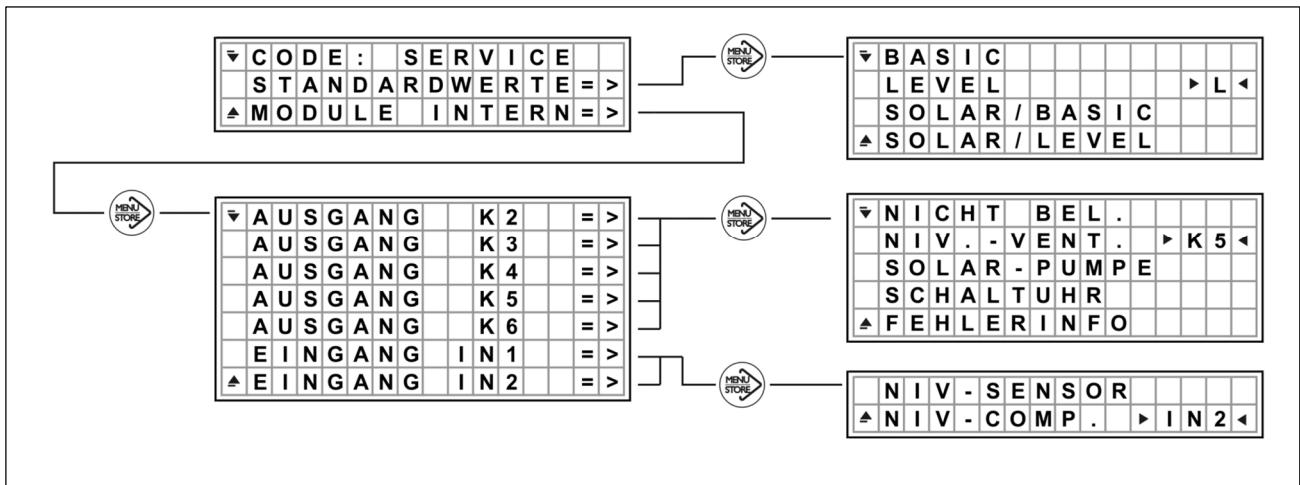 CODE: SERVICE
STANDARDWERTE=>
MODULE INTERN=>
MENU
STORE
BASIC
LEVEL ►L◄
SOLAR/BASIC
SOLAR/LEVEL
MENU
STORE
AUSGANG K2 =>
AUSGANG K3 =>
AUSGANG K4 =>
AUSGANG K5 =>
AUSGANG K6 =>
EINGANG IN1 =>
EINGANG IN2 =>
MENU
STORE
NICHT BEL.
NIV.-VENT. ►K5◄
SOLAR-PUMPE
SCHALTUHR
FEHLERINFO
MENU
STORE
NIV-SENSOR
NIV-COMP. ►IN2◄